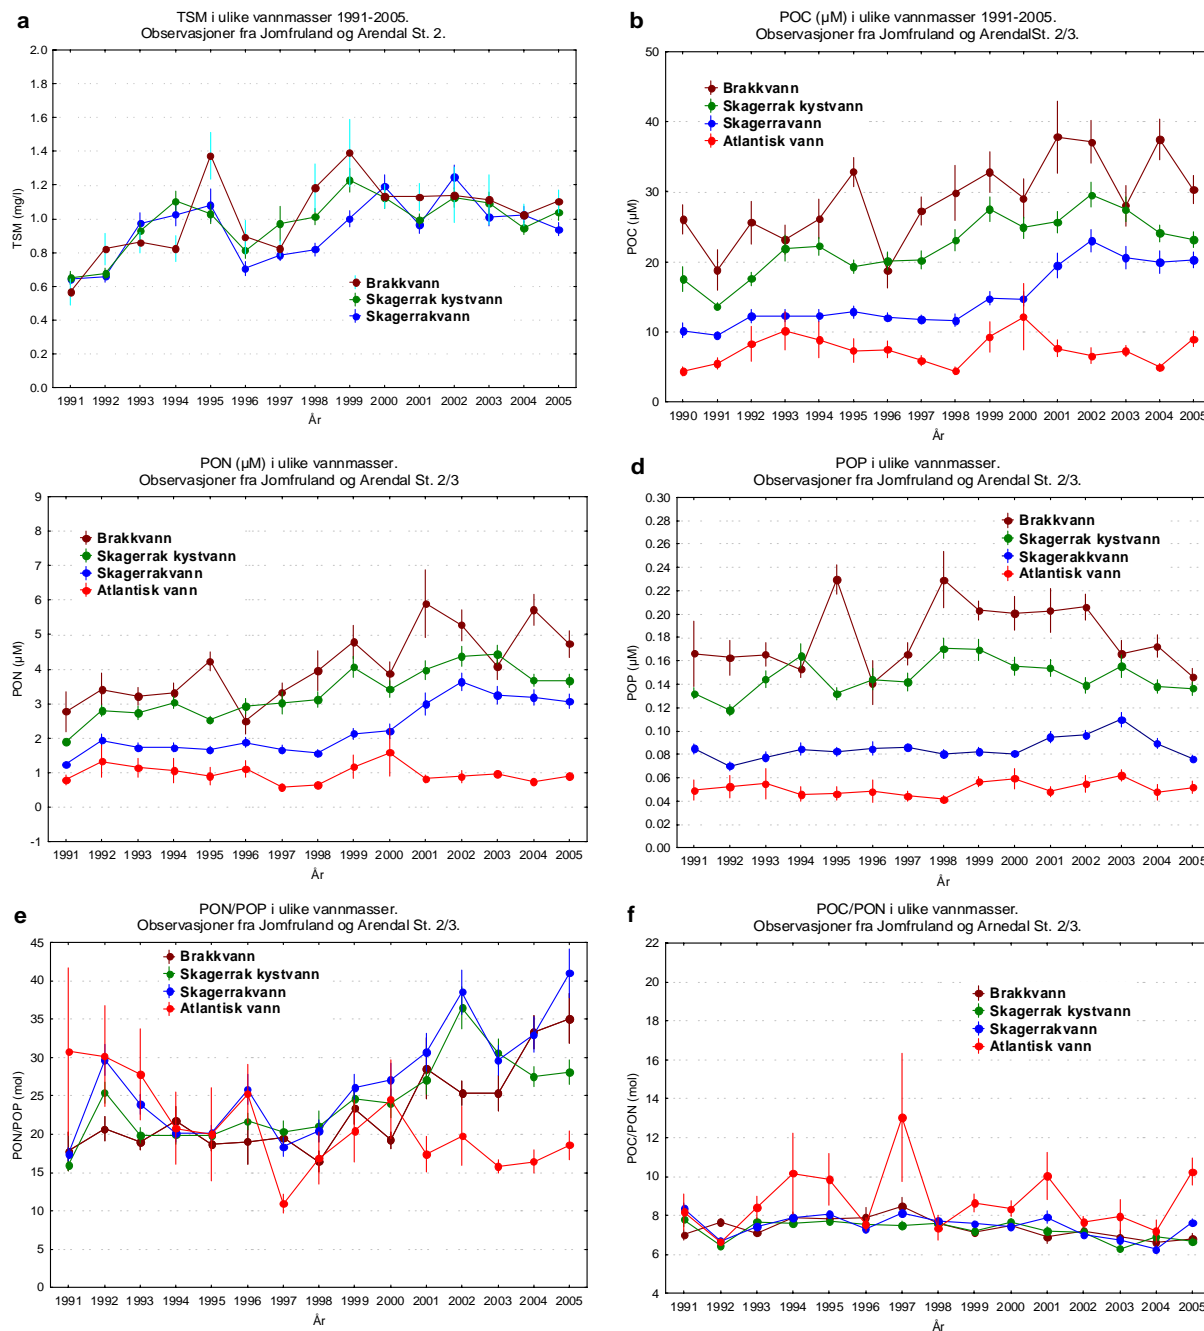 a
TSM i ulike vannmasser 1991-2005.
Observasjoner fra Jomfruland og Arendal St. 2.
2.0
1.8
1.6
1.4
1.2
1.0
0.8
0.6
0.4
0.2
0.0
TSM (mg/l)
Brakkvann
Skagerrak kystvann
Skagerrakvann
1991 1992 1993 1994 1995 1996 1997 1998 1999 2000 2001 2002 2003 2004 2005
År
b
POC (µM) i ulike vannmasser 1991-2005.
Observasjoner fra Jomfruland og ArendalSt. 2/3.
50
40
30
20
10
0
POC (µM)
Brakkvann
Skagerrak kystvann
Skagerravann
Atlantisk vann
1990 1991 1992 1993 1994 1995 1996 1997 1998 1999 2000 2001 2002 2003 2004 2005
År
PON (µM) i ulike vannmasser.
Observasjoner fra Jomfruland og Arendal St. 2/3
9
8
7
6
5
4
3
2
1
0
-1
PON (µM)
Brakkvann
Skagerrak kystvann
Skagerrakvann
Atlantisk vann
1991 1992 1993 1994 1995 1996 1997 1998 1999 2000 2001 2002 2003 2004 2005
År
d
POP i ulike vannmasser.
Observasjoner fra Jomfruland og Arendal St. 2/3.
0.30
0.28
0.26
0.24
0.22
0.20
0.18
0.16
0.14
0.12
0.10
0.08
0.06
0.04
0.02
0.00
POP (µM)
Brakkvann
Skagerrak kystvann
Skagerakkvann
Atlantisk vann
1991 1992 1993 1994 1995 1996 1997 1998 1999 2000 2001 2002 2003 2004 2005
År
e
PON/POP i ulike vannmasser.
Observasjoner fra Jomfruland og Arendal St. 2/3.
45
40
35
30
25
20
15
10
5
0
PON/POP (mol)
Brakkvann
Skagerrak kystvann
Skagerrakvann
Atlantisk vann
1991 1992 1993 1994 1995 1996 1997 1998 1999 2000 2001 2002 2003 2004 2005
År
f
POC/PON i ulike vannmasser.
Observasjoner fra Jomfruland og Arnedal St. 2/3.
22
20
18
16
14
12
10
8
6
4
POC/PON (mol)
Brakkvann
Skagerrak kystvann
Skagerrakvann
Atlantisk vann
1991 1992 1993 1994 1995 1996 1997 1998 1999 2000 2001 2002 2003 2004 2005
År